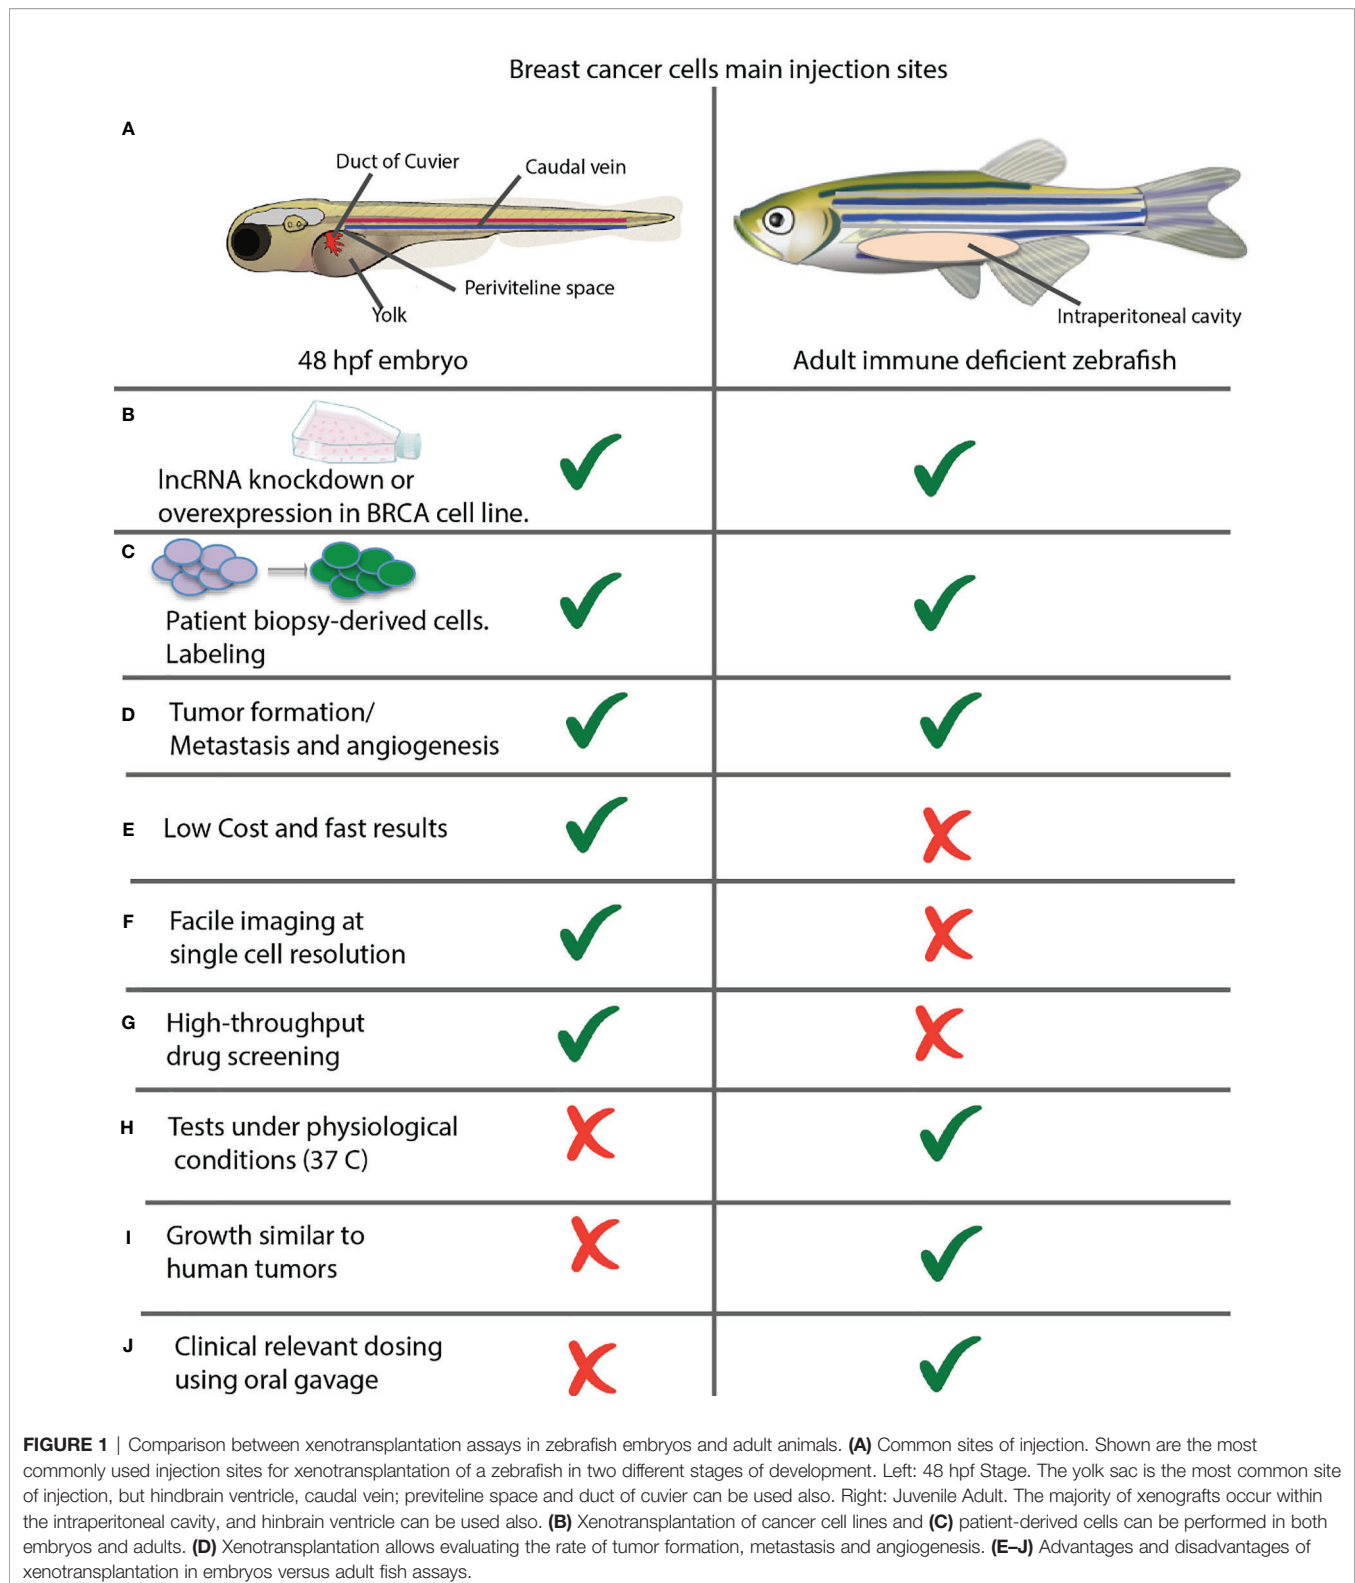 Breast cancer cells main injection sites
A
Duct of Cuvier
Caudal vein
Periviteline space
Yolk
Intraperitoneal cavity
48 hpf embryo
Adult immune deficient zebrafish
B
lncRNA knockdown or
overexpression in BRCA cell line.
C
Patient biopsy-derived cells.
Labeling
D
Tumor formation/
Metastasis and angiogenesis
E
Low Cost and fast results
F
Facile imaging at
single cell resolution
G
High-throughput
drug screening
H
Tests under physiological
conditions (37 C)
I
Growth similar to
human tumors
J
Clinical relevant dosing
using oral gavage
FIGURE 1 | Comparison between xenotransplantation assays in zebrafish embryos and adult animals. (A) Common sites of injection. Shown are the most
commonly used injection sites for xenotransplantation of a zebrafish in two different stages of development. Left: 48 hpf Stage. The yolk sac is the most common site
of injection, but hindbrain ventricle, caudal vein; previteline space and duct of cuvier can be used also. Right: Juvenile Adult. The majority of xenografts occur within
the intraperitoneal cavity, and hinbrain ventricle can be used also. (B) Xenotransplantation of cancer cell lines and (C) patient-derived cells can be performed in both
embryos and adults. (D) Xenotransplantation allows evaluating the rate of tumor formation, metastasis and angiogenesis. (E–J) Advantages and disadvantages of
xenotransplantation in embryos versus adult fish assays.